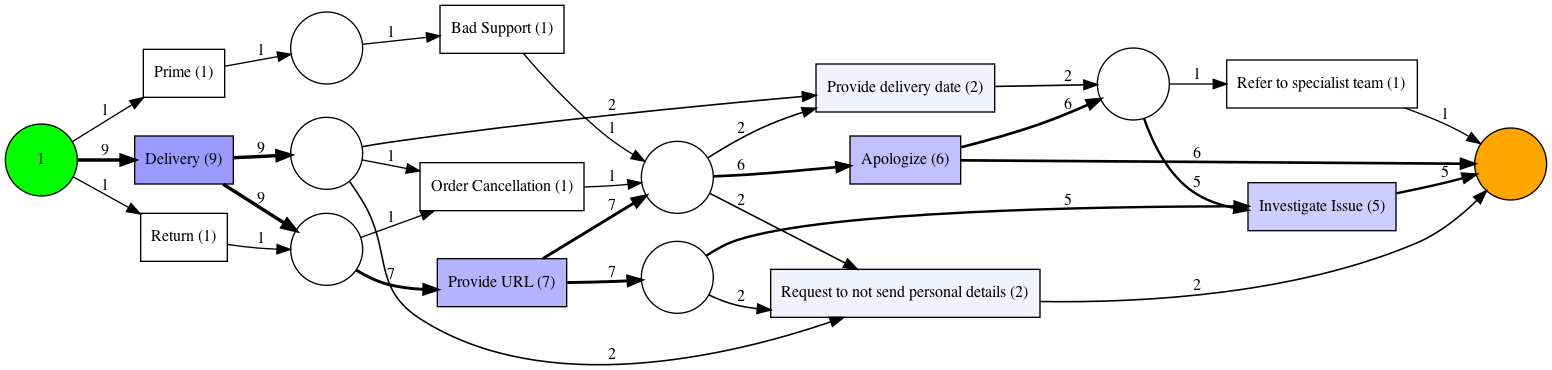 1
1
9
1
Prime (1)
Delivery (9)
Return (1)
1
9
9
1
1
Bad Support (1)
2
1
1
7
2
Order Cancellation (1)
Provide URL (7)
1
1
7
7
2
6
2
5
2
Provide delivery date (2)
Apologize (6)
Request to not send personal details (2)
2
6
6
5
2
1
Refer to specialist team (1)
Investigate Issue (5)
1
5